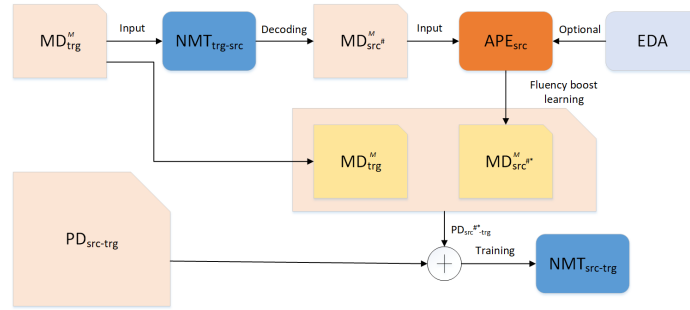 MD^M_trg
Input
NMT_trg-src
Decoding
MD^M_src^#
Input
APE_src
Optional
EDA
Fluency boost
learning
MD^M_trg
MD^M_src^#*
PD_src-trg
PD_src^#*-trg
Training
NMT_src-trg